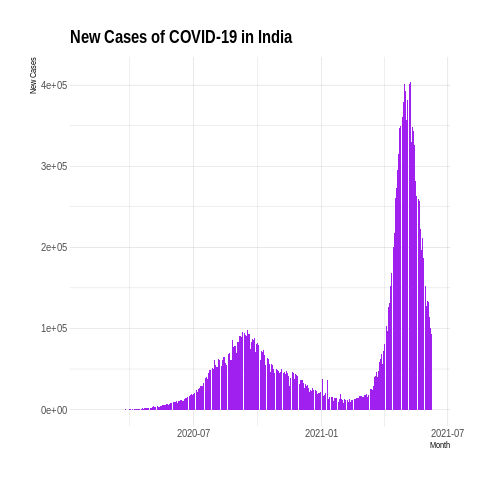 New Cases of COVID-19 in India
New Cases
4e+05
3e+05
2e+05
1e+05
0e+00
2020-07
2021-01
2021-07
Month